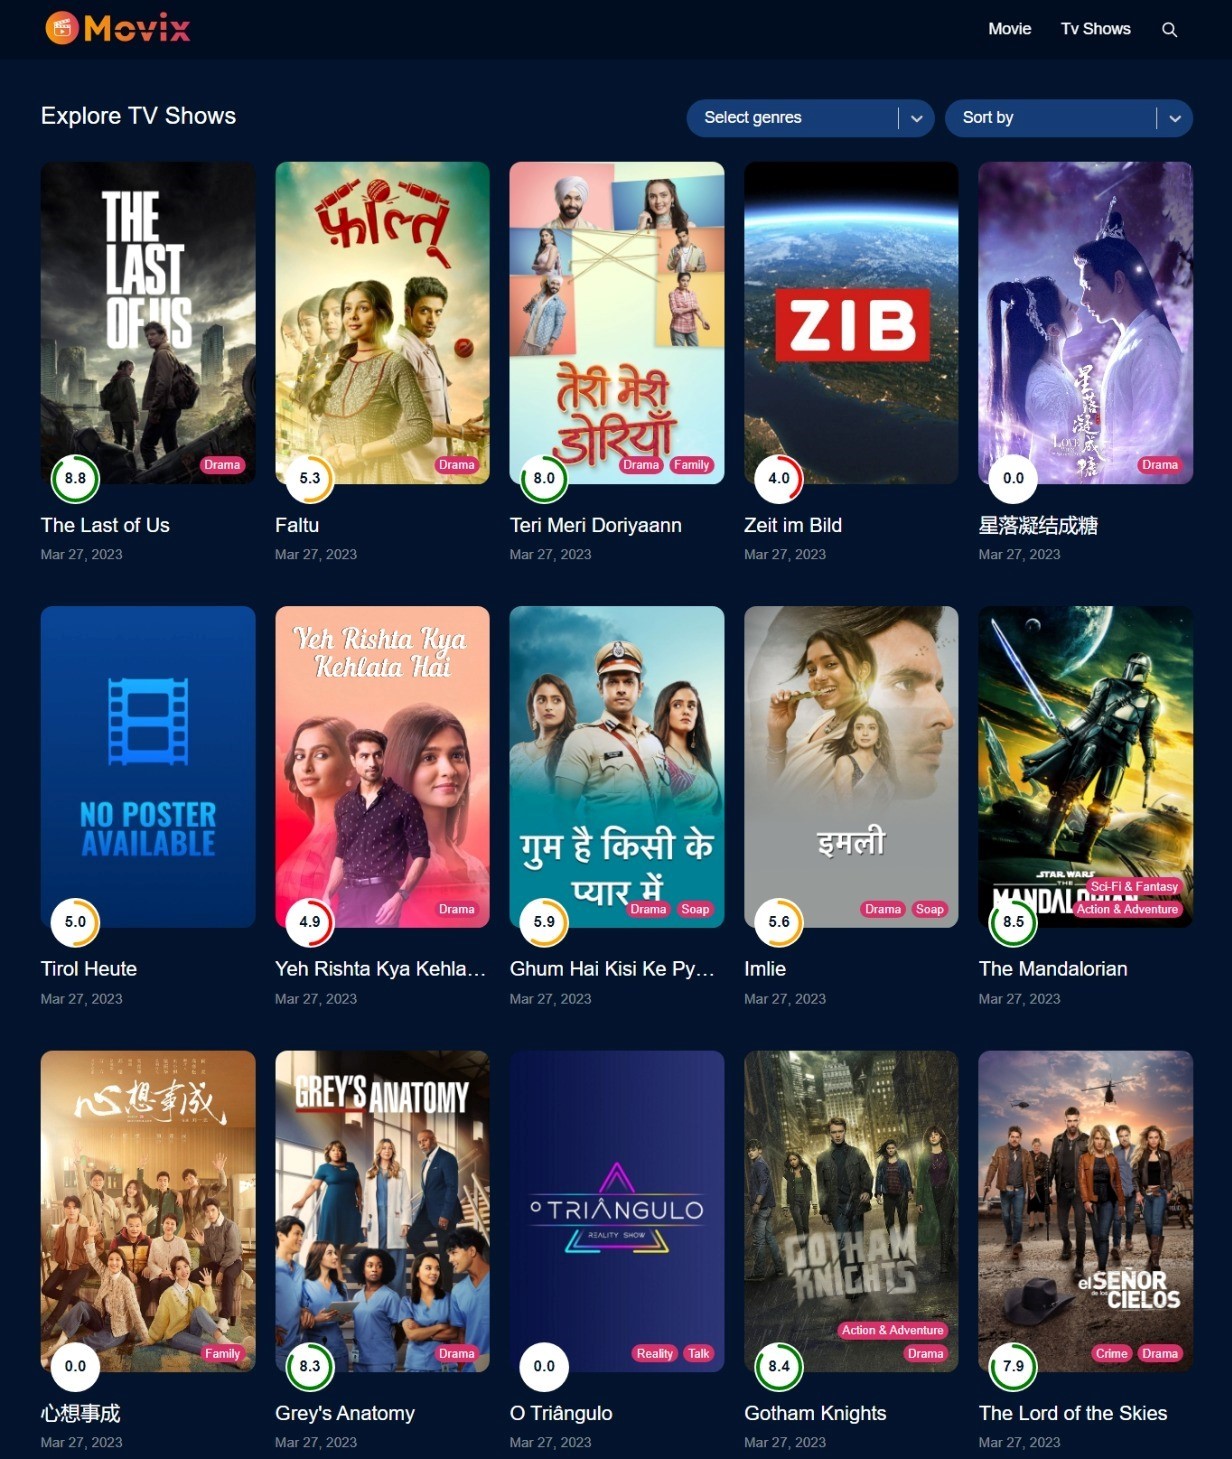 Movix
Movie
Tv Shows
Explore TV Shows
Select genres
Sort by
THE
LAST
OF US
Drama
8.8
The Last of Us
Mar 27, 2023
फ़ालतू
Drama
5.3
Faltu
Mar 27, 2023
तेरी मेरी
डोरियाँ
Drama Family
8.0
Teri Meri Doriyaann
Mar 27, 2023
ZIB
4.0
Zeit im Bild
Mar 27, 2023
星落凝成糖
LOVE
Drama
0.0
星落凝结成糖
Mar 27, 2023
NO POSTER
AVAILABLE
5.0
Tirol Heute
Mar 27, 2023
Yeh Rishta Kya
Kehlata Hai
Drama
4.9
Yeh Rishta Kya Kehla...
Mar 27, 2023
गुम है किसी के
प्यार में
Drama Soap
5.9
Ghum Hai Kisi Ke Py...
Mar 27, 2023
इमली
Drama Soap
5.6
Imlie
Mar 27, 2023
STAR WARS
THE
MANDALORIAN
Sci-Fi & Fantasy
Action & Adventure
8.5
The Mandalorian
Mar 27, 2023
心想事成
Family
0.0
心想事成
Mar 27, 2023
GREY'S ANATOMY
Drama
8.3
Grey's Anatomy
Mar 27, 2023
O TRIÂNGULO
REALITY SHOW
Reality Talk
0.0
O Triângulo
Mar 27, 2023
GOTHAM
KNIGHTS
Action & Adventure
Drama
8.4
Gotham Knights
Mar 27, 2023
el SEÑOR
de los CIELOS
Crime Drama
7.9
The Lord of the Skies
Mar 27, 2023